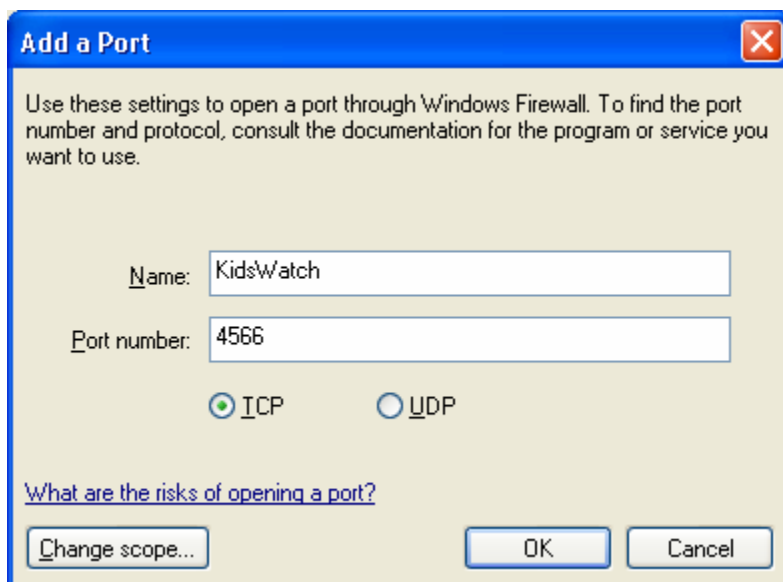 Add a Port
Use these settings to open a port through Windows Firewall. To find the port
number and protocol, consult the documentation for the program or service you
want to use.
Name: KidsWatch
Port number: 4566
TCP UDP
What are the risks of opening a port?
Change scope... OK Cancel